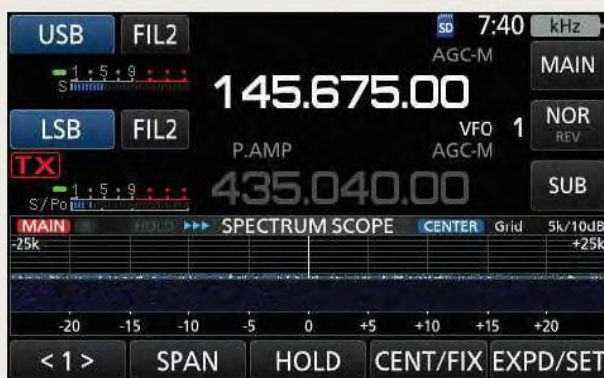 USB FIL2 SD 7:40 kHz
AGC-M
MAIN
S 1 5 9
145.675.00
LSB FIL2 VFO 1 NOR
REV
P.AMP AGC-M
TX
435.040.00
SUB
S/Po 1 5 9
MAIN HOLD SPECTRUM SCOPE CENTER Grid 5k/10dB
-25k +25k
-20 -15 -10 -5 0 +5 +10 +15 +20
< 1 > SPAN HOLD CENT/FIX EXPD/SET